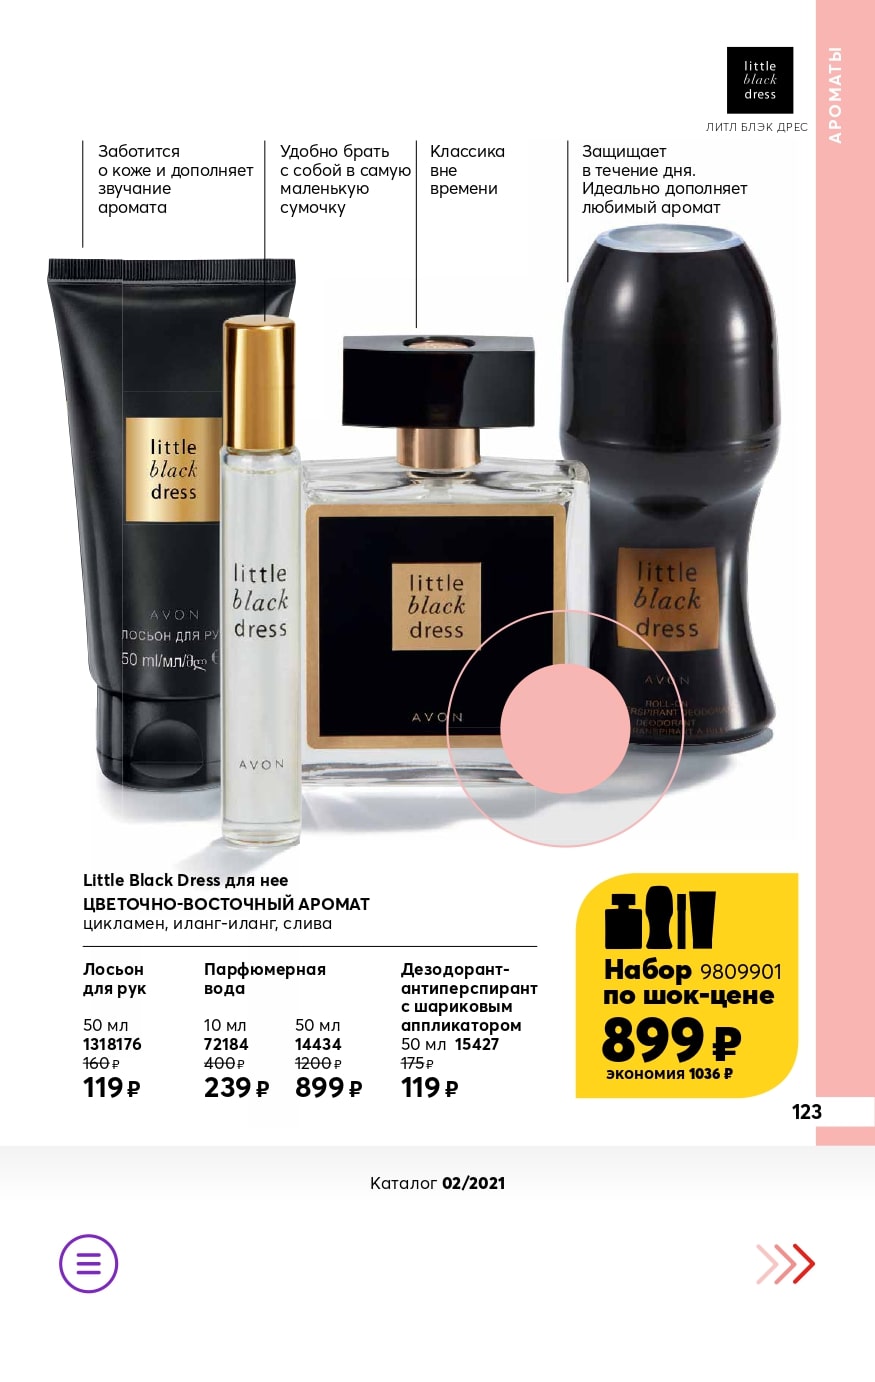 АРОМАТЫ
little
black
dress
ЛИТЛ БЛЭК ДРЕС
Заботится
о коже и дополняет
звучание
аромата
Удобно брать
с собой в самую
маленькую
сумочку
Классика
вне
времени
Защищает
в течение дня.
Идеально дополняет
любимый аромат
little
black
dress
AVON
ЛОСЬОН ДЛЯ РУ
50 ml/мл/
little
black
dress
AVON
little
black
dress
AVON
little
black
dress
AVON
ROLL-ON
DEODORANT
Little Black Dress для нее
ЦВЕТОЧНО-ВОСТОЧНЫЙ АРОМАТ
цикламен, иланг-иланг, слива
Лосьон
для рук
50 мл
1318176
160 ₽
119 ₽
Парфюмерная
вода
10 мл
72184
400 ₽
239 ₽
50 мл
14434
1200 ₽
899 ₽
Дезодорант-
антиперспирант
с шариковым
аппликатором
50 мл 15427
175 ₽
119 ₽
Набор 9809901
по шок-цене
899 ₽
экономия 1036 ₽
123
Каталог 02/2021